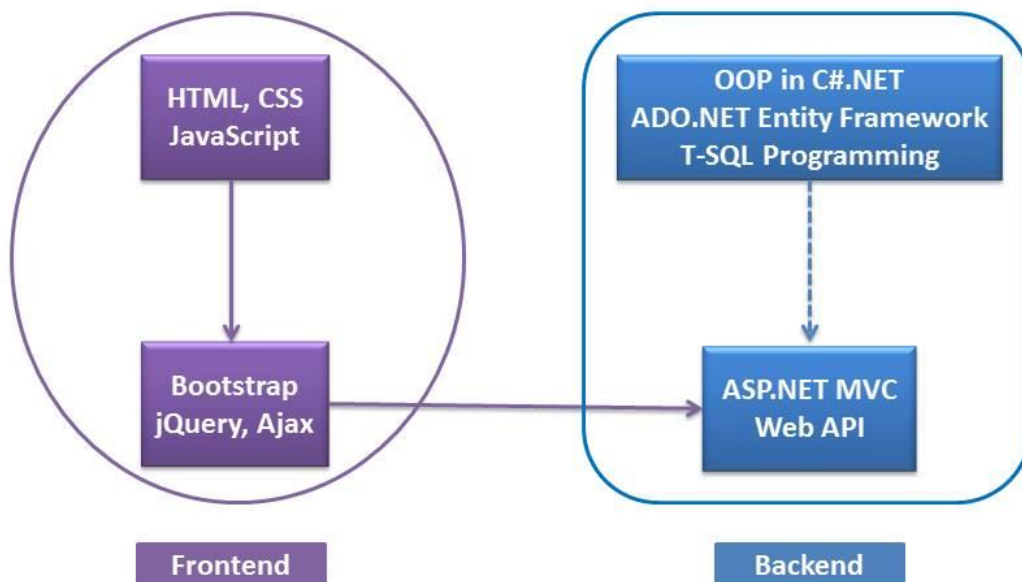 HTML, CSS
JavaScript
Bootstrap
jQuery, Ajax
Frontend
OOP in C#.NET
ADO.NET Entity Framework
T-SQL Programming
ASP.NET MVC
Web API
Backend